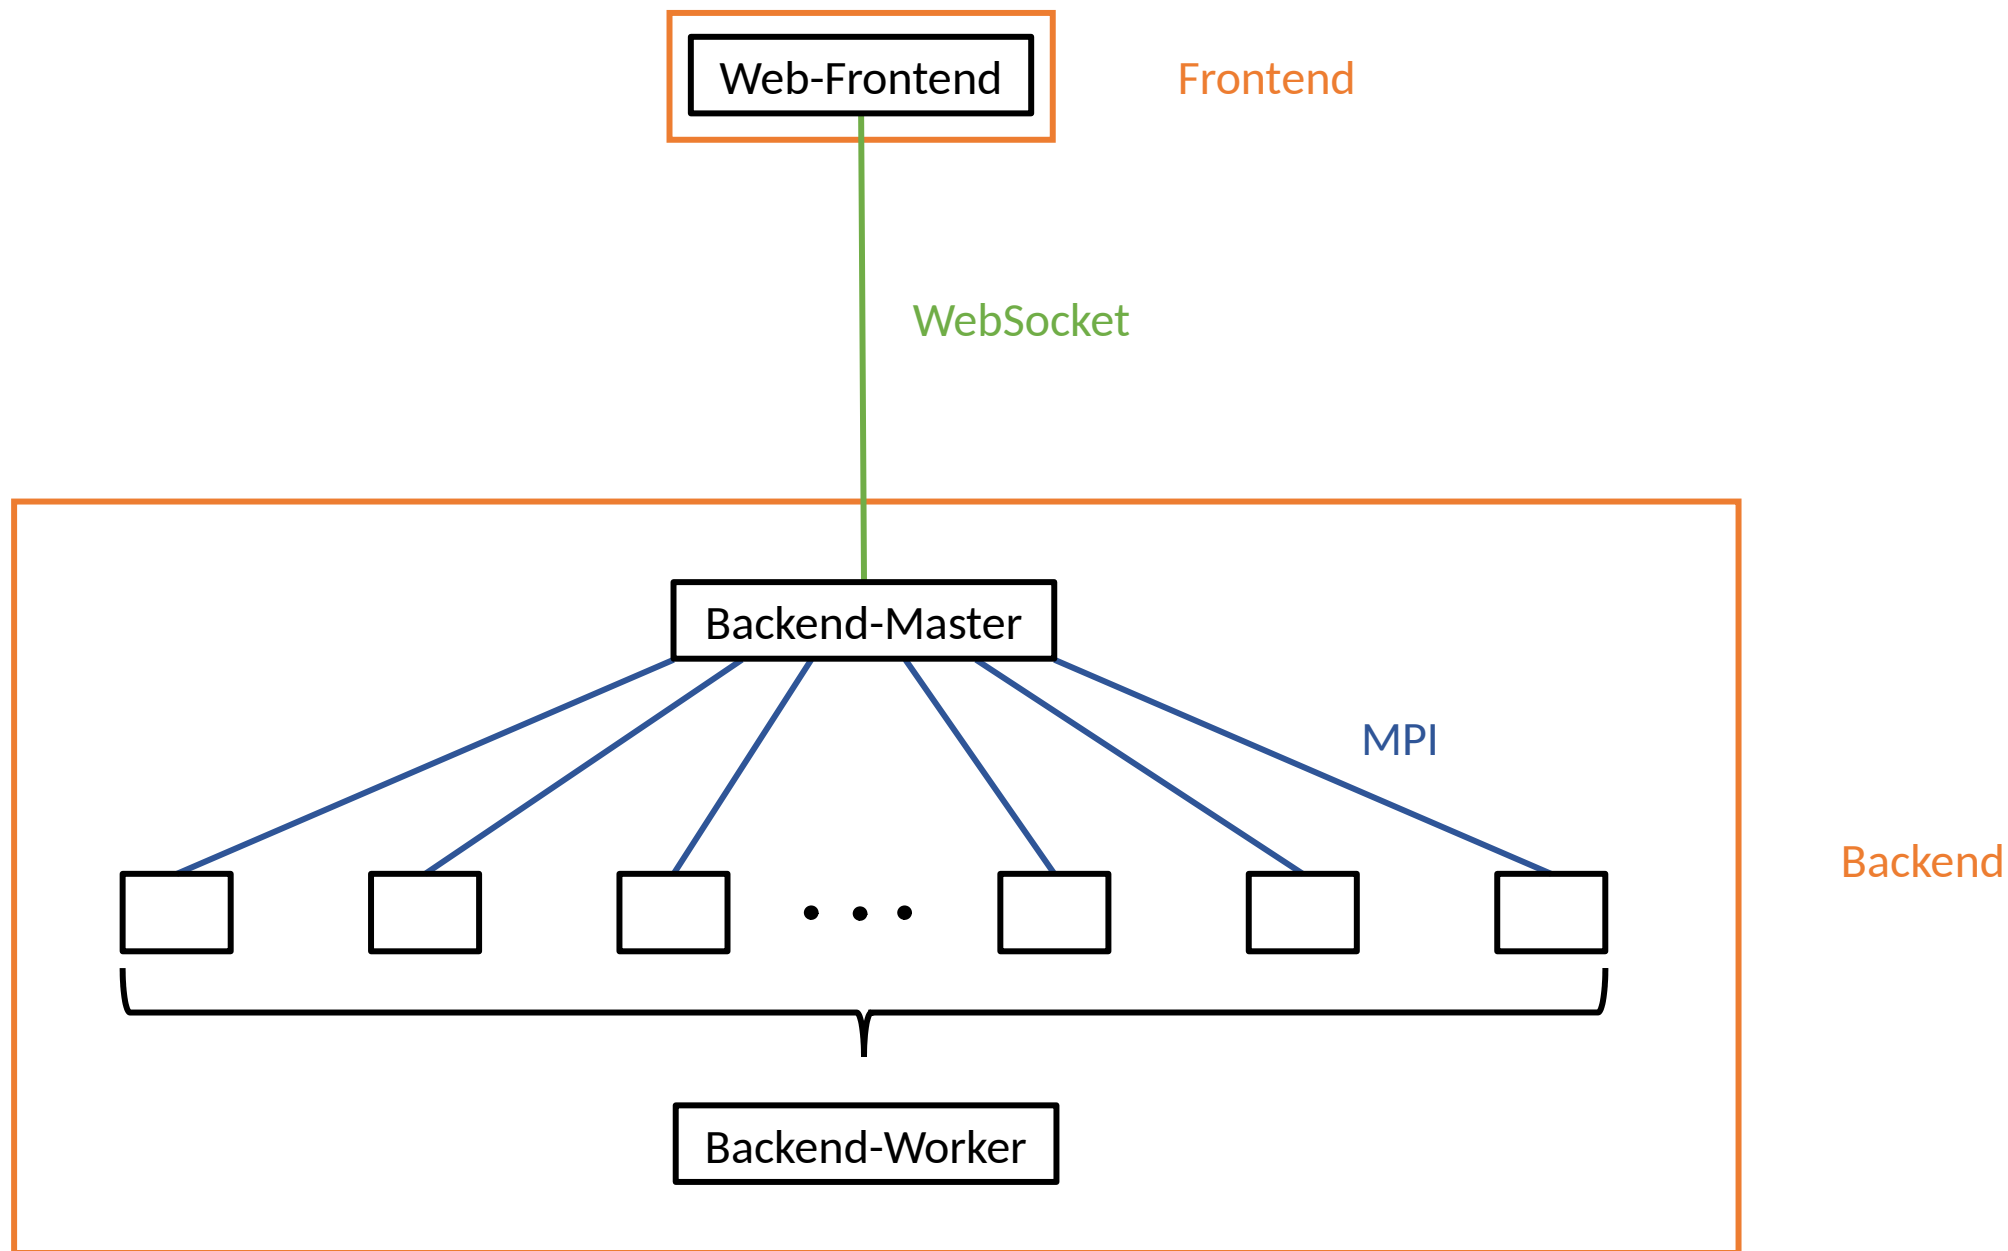 Web-Frontend
Frontend
WebSocket
Backend-Master
MPI
Backend
Backend-Worker